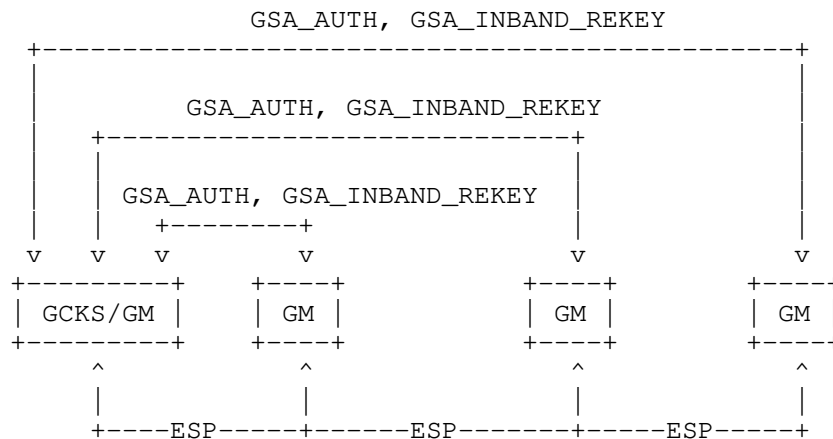 GSA_AUTH, GSA_INBAND_REKEY
GSA_AUTH, GSA_INBAND_REKEY
GSA_AUTH, GSA_INBAND_REKEY
GCKS/GM GM GM GM
ESP ESP ESP